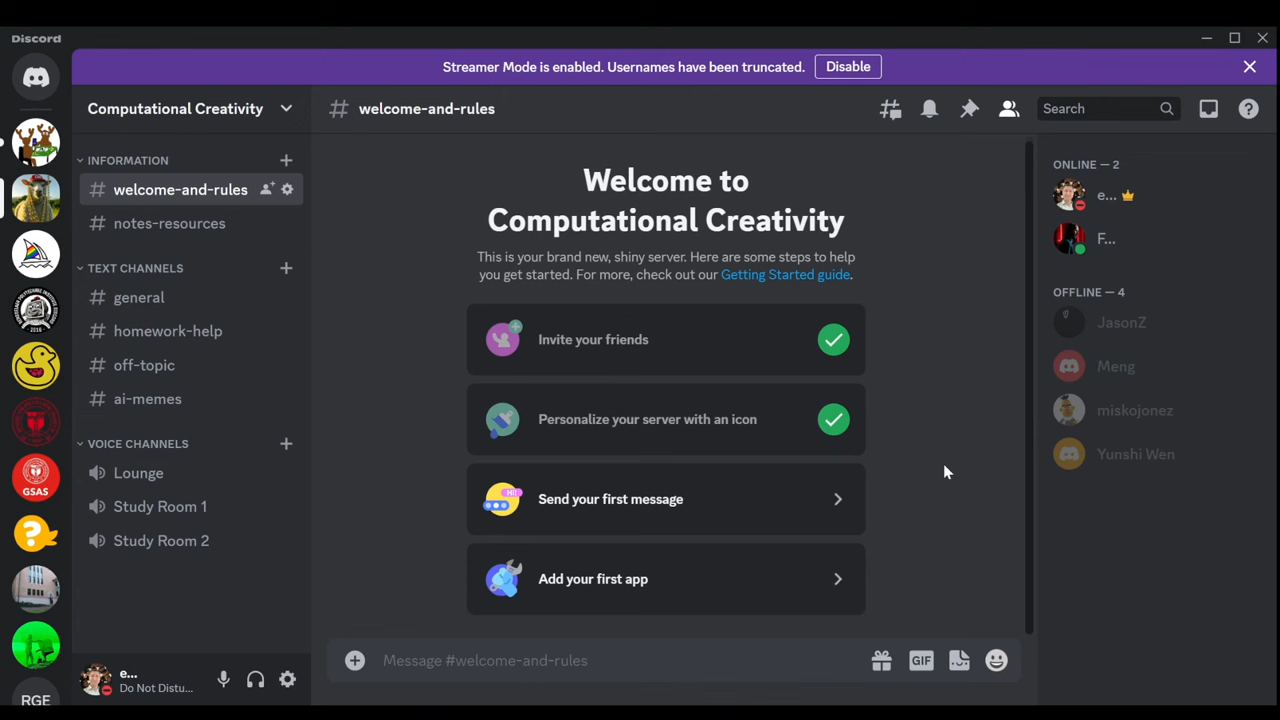 Discord
Streamer Mode is enabled. Usernames have been truncated.
Disable
Computational Creativity
welcome-and-rules
Search
INFORMATION
welcome-and-rules
notes-resources
TEXT CHANNELS
general
homework-help
off-topic
ai-memes
VOICE CHANNELS
Lounge
Study Room 1
Study Room 2
e...
Do Not Distu...
RGE
GSAS
Welcome to
Computational Creativity
This is your brand new, shiny server. Here are some steps to help
you get started. For more, check out our Getting Started guide.
Invite your friends
Personalize your server with an icon
Hi!
Send your first message
Add your first app
Message #welcome-and-rules
GIF
ONLINE — 2
e...
F...
OFFLINE — 4
JasonZ
Meng
miskojonez
Yunshi Wen